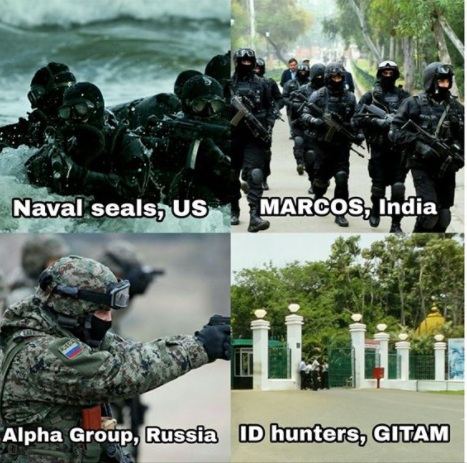 Naval seals, US
MARCOS, India
Alpha Group, Russia
ID hunters, GITAM